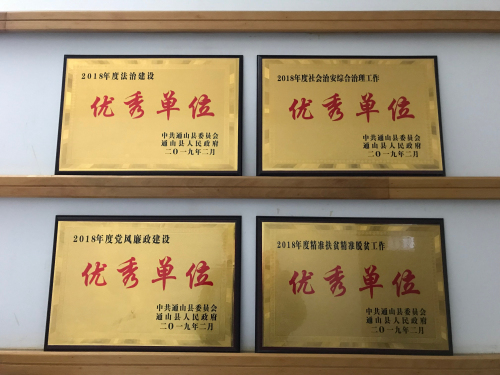 2018年度法治建设
优秀单位
中共通山县委员会
通山县人民政府
二〇一九年二月
2018年度社会治安综合治理工作
优秀单位
中共通山县委员会
通山县人民政府
二〇一九年二月
2018年度党风廉政建设
优秀单位
中共通山县委员会
通山县人民政府
二〇一九年二月
2018年度精准扶贫精准脱贫工作
优秀单位
中共通山县委员会
通山县人民政府
二〇一九年二月